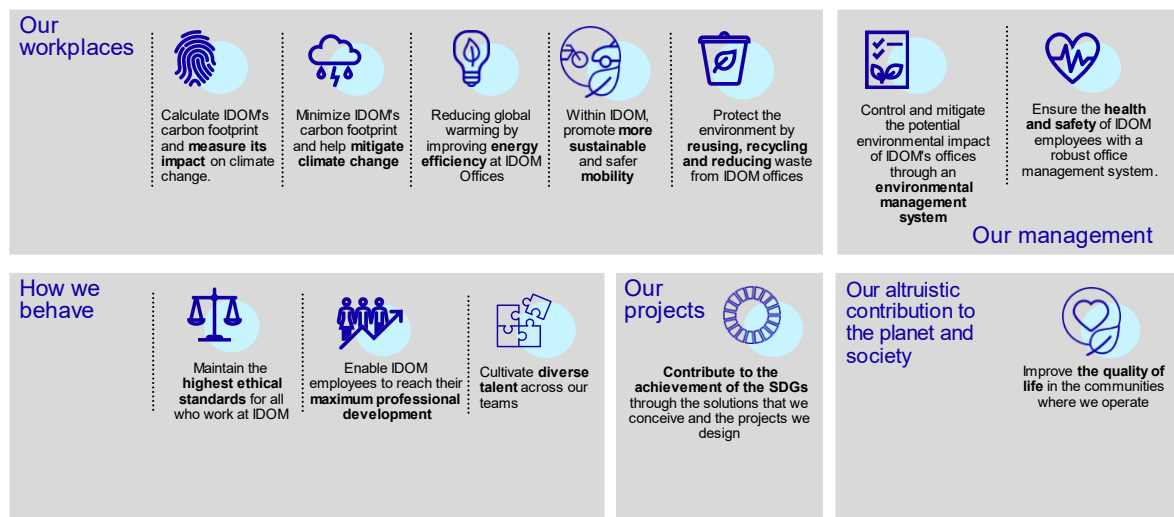 Our
workplaces
Calculate IDOM's
carbon footprint
and measure its
impact on climate
change.
Minimize IDOM's
carbon footprint
and help mitigate
climate change
Reducing global
warming by
improving energy
efficiency at IDOM
Offices
Within IDOM,
promote more
sustainable
and safer
mobility
Protect the
environment by
reusing, recycling
and reducing waste
from IDOM offices
Control and mitigate
the potential
environmental impact
of IDOM's offices
through an
environmental
management
system
Ensure the health
and safety of IDOM
employees with a
robust office
management system.
Our management
How we
behave
Maintain the
highest ethical
standards for all
who work at IDOM
Enable IDOM
employees to reach their
maximum professional
development
Cultivate diverse
talent across our
teams
Our
projects
Contribute to the
achievement of the SDGs
through the solutions that we
conceive and the projects we
design
Our altruistic
contribution to
the planet and
society
Improve the quality of
life in the communities
where we operate